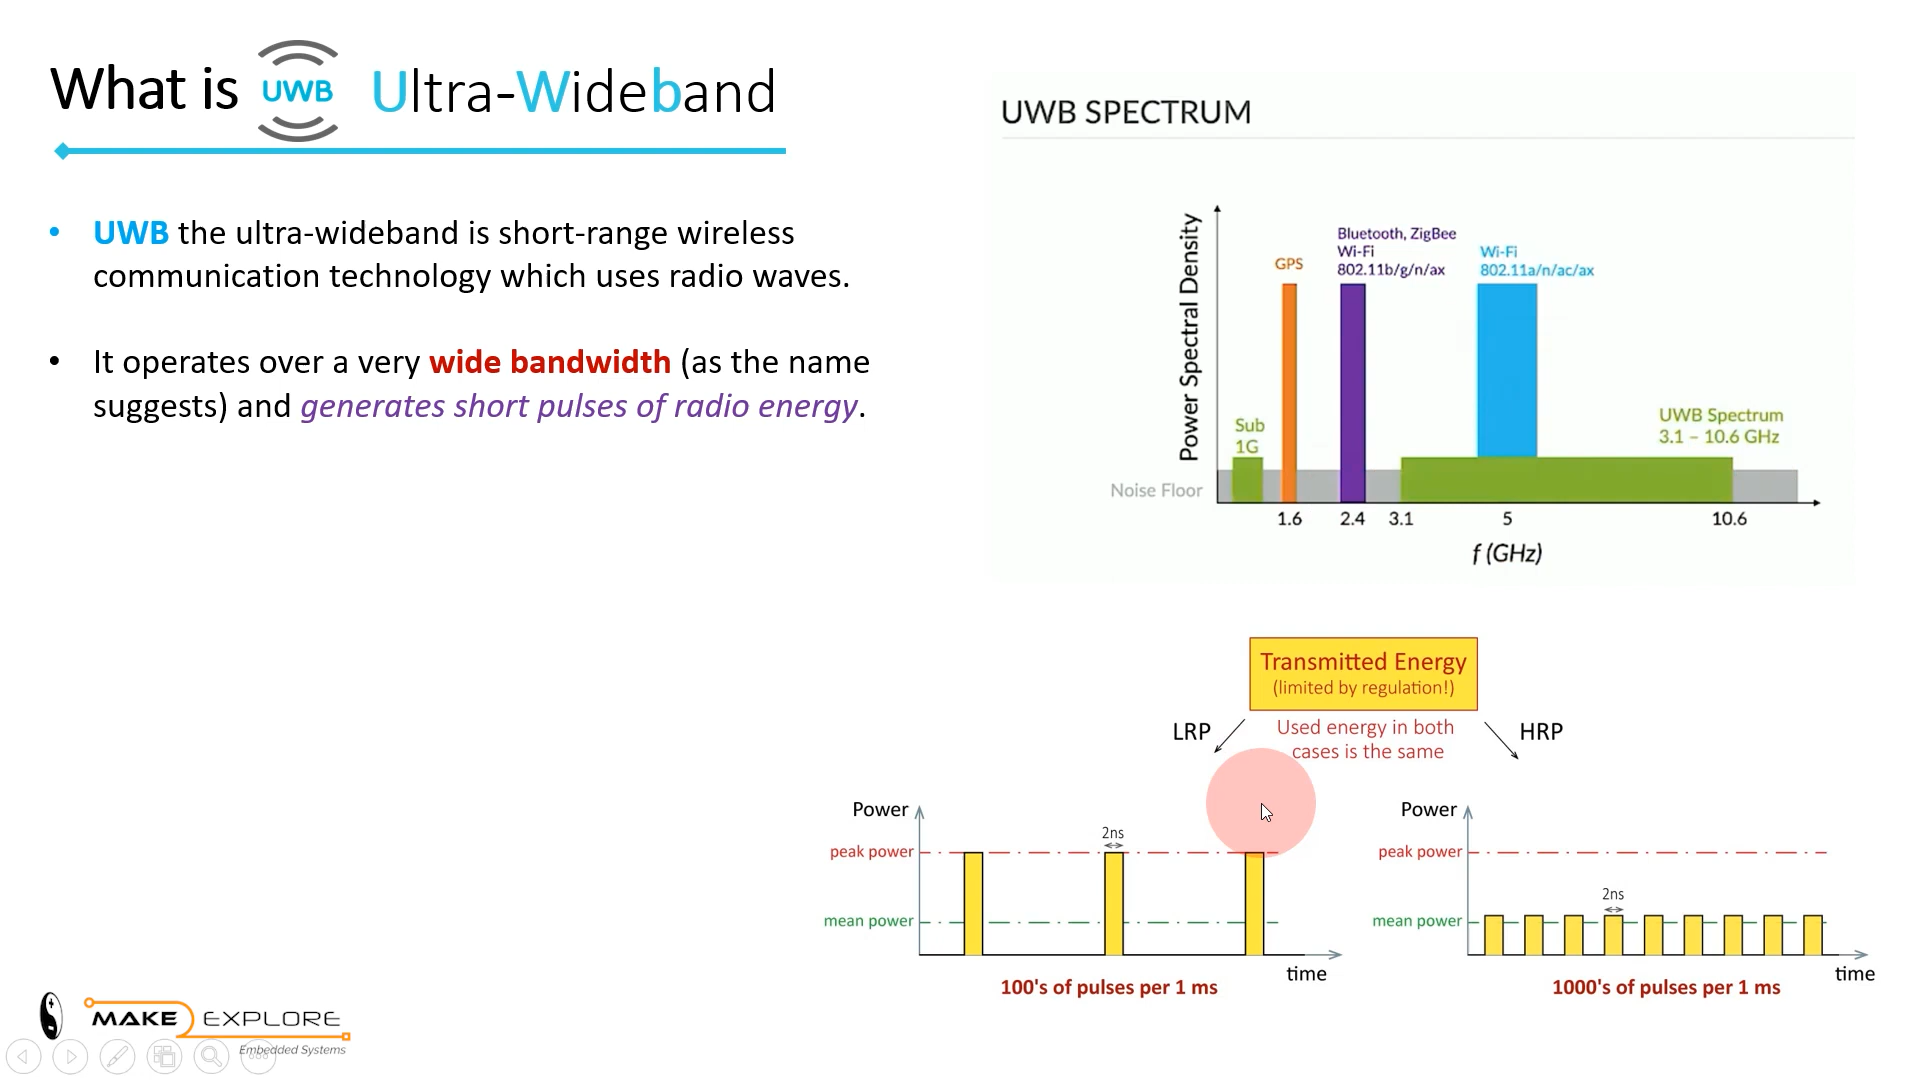 What is UWB Ultra-Wideband
• UWB the ultra-wideband is short-range wireless
communication technology which uses radio waves.
• It operates over a very wide bandwidth (as the name
suggests) and generates short pulses of radio energy.
UWB SPECTRUM
Power Spectral Density
GPS
Bluetooth, ZigBee
Wi-Fi
802.11b/g/n/ax
Wi-Fi
802.11a/n/ac/ax
Sub
1G
UWB Spectrum
3.1 – 10.6 GHz
Noise Floor
1.6 2.4 3.1 5 10.6
f (GHz)
Transmitted Energy
(limited by regulation!)
LRP
Used energy in both
cases is the same
HRP
Power
peak power
2ns
mean power
time
100's of pulses per 1 ms
Power
peak power
2ns
mean power
time
1000's of pulses per 1 ms
MAKE EXPLORE
Embedded Systems